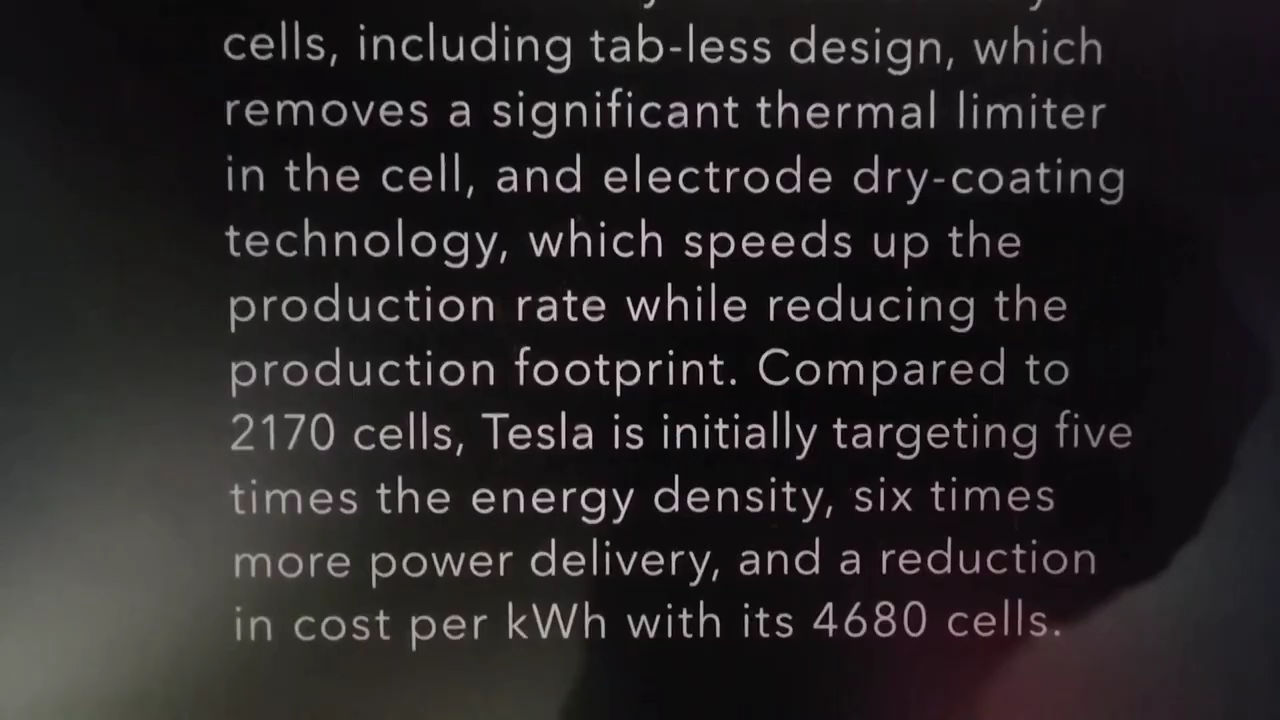 cells, including tab-less design, which
removes a significant thermal limiter
in the cell, and electrode dry-coating
technology, which speeds up the
production rate while reducing the
production footprint. Compared to
2170 cells, Tesla is initially targeting five
times the energy density, six times
more power delivery, and a reduction
in cost per kWh with its 4680 cells.